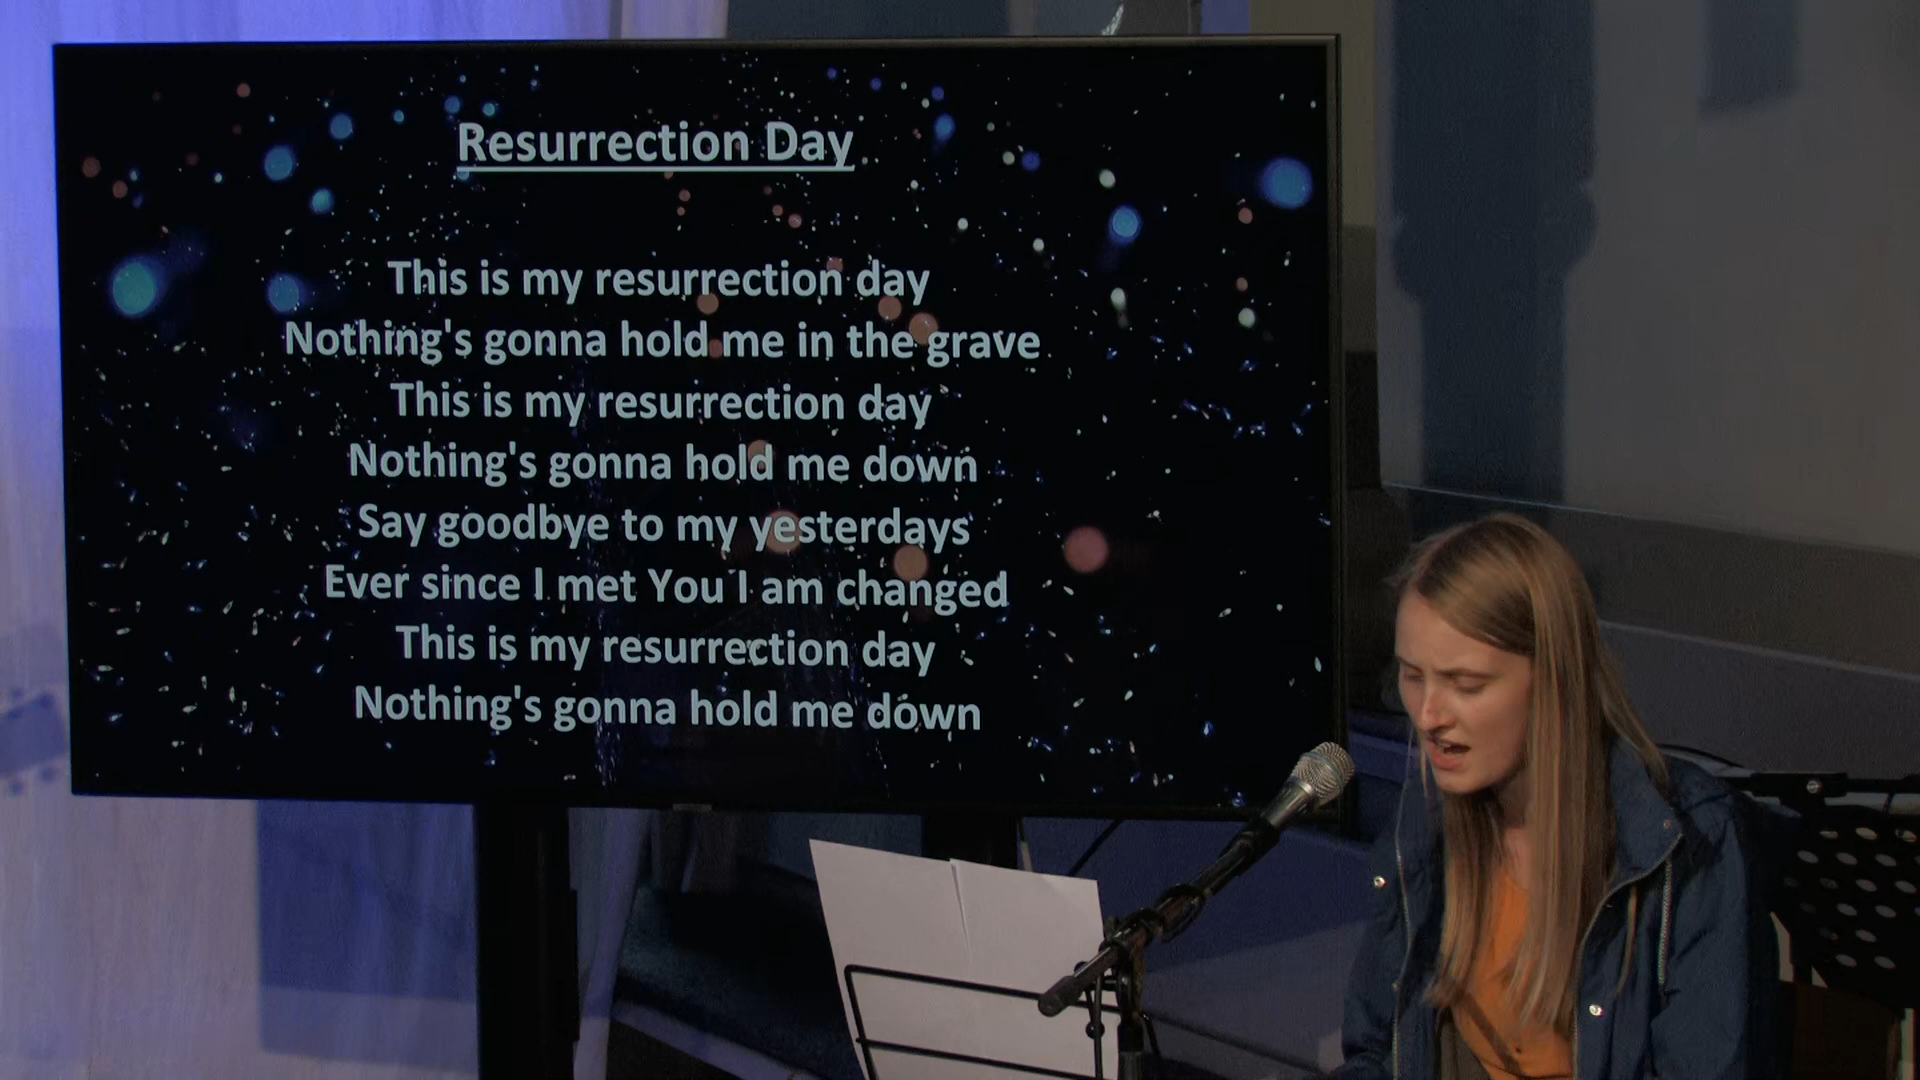 Resurrection Day
This is my resurrection day
Nothing's gonna hold me in the grave
This is my resurrection day
Nothing's gonna hold me down
Say goodbye to my yesterdays
Ever since I met You I am changed
This is my resurrection day
Nothing's gonna hold me down